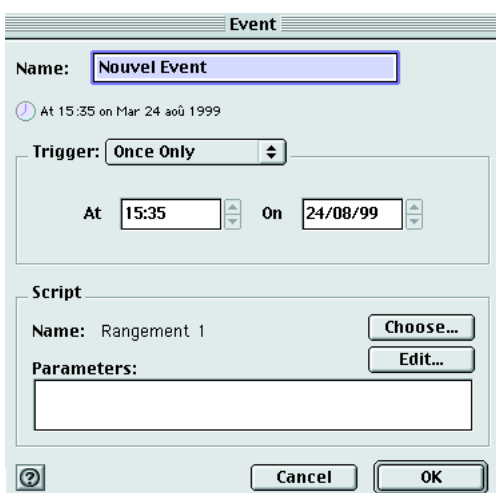 Event
Name: Nouvel Event
At 15:35 on Mar 24 aoû 1999
Trigger: Once Only
At 15:35 On 24/08/99
Script
Name: Rangement 1
Choose...
Edit...
Parameters:
?
Cancel OK